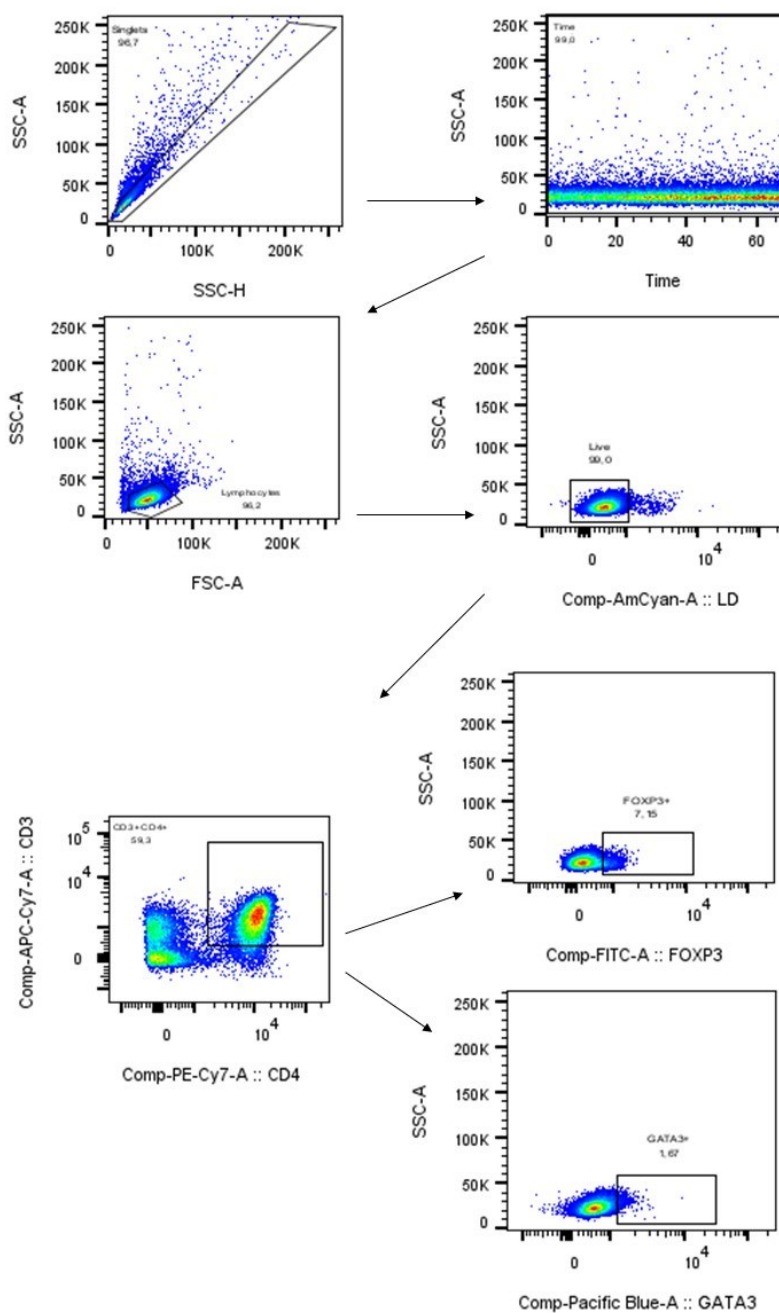 250K
200K
150K
100K
50K
0
SSC-A
Singlets
96,7
0 100K 200K
SSC-H
250K
200K
150K
100K
50K
0
SSC-A
Time
99,0
0 20 40 60
Time
250K
200K
150K
100K
50K
0
SSC-A
Lymphocytes
96,2
0 100K 200K
FSC-A
250K
200K
150K
100K
50K
0
SSC-A
Live
99,0
0 10^4
Comp-AmCyan-A :: LD
10^5
10^4
0
Comp-APC-Cy7-A :: CD3
CD3+CD4+
59,3
0 10^4
Comp-PE-Cy7-A :: CD4
250K
200K
150K
100K
50K
0
SSC-A
FOXP3+
7,15
0 10^4
Comp-FITC-A :: FOXP3
250K
200K
150K
100K
50K
0
SSC-A
GATA3+
1,67
0 10^4
Comp-Pacific Blue-A :: GATA3